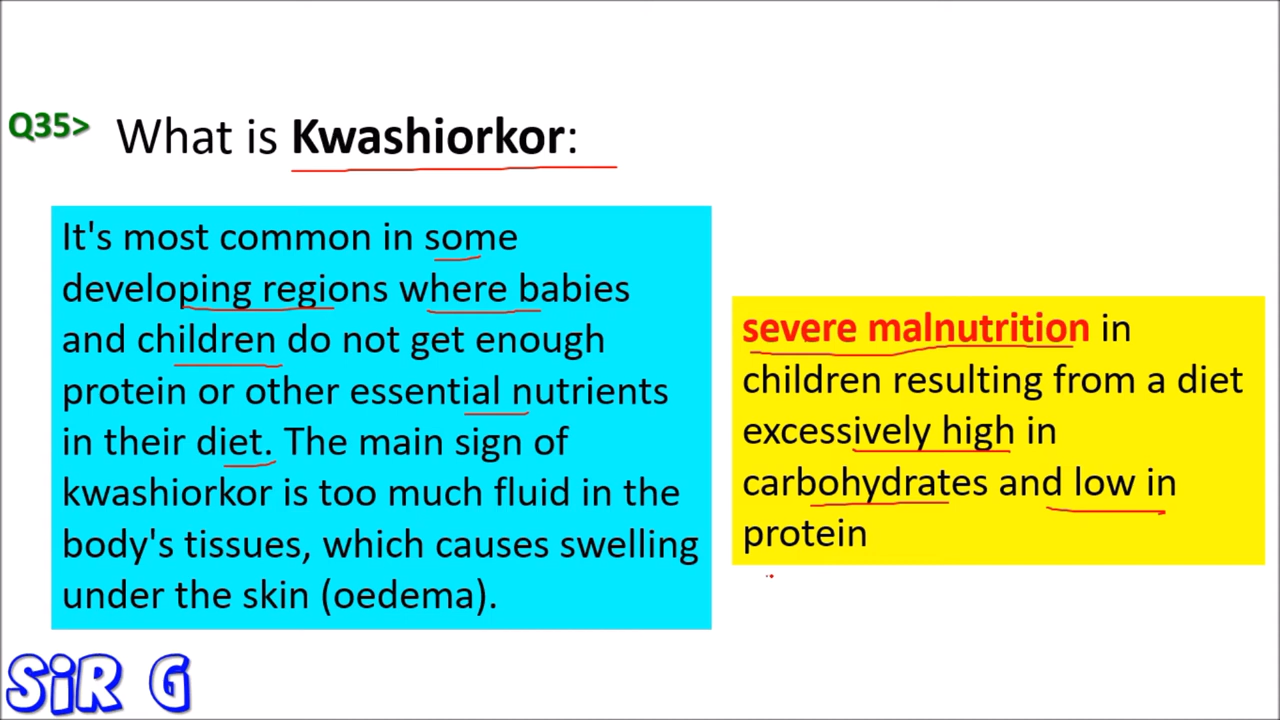 Q35> What is Kwashiorkor:
It's most common in some
developing regions where babies
and children do not get enough
protein or other essential nutrients
in their diet. The main sign of
kwashiorkor is too much fluid in the
body's tissues, which causes swelling
under the skin (oedema).
severe malnutrition in
children resulting from a diet
excessively high in
carbohydrates and low in
protein
SiR G